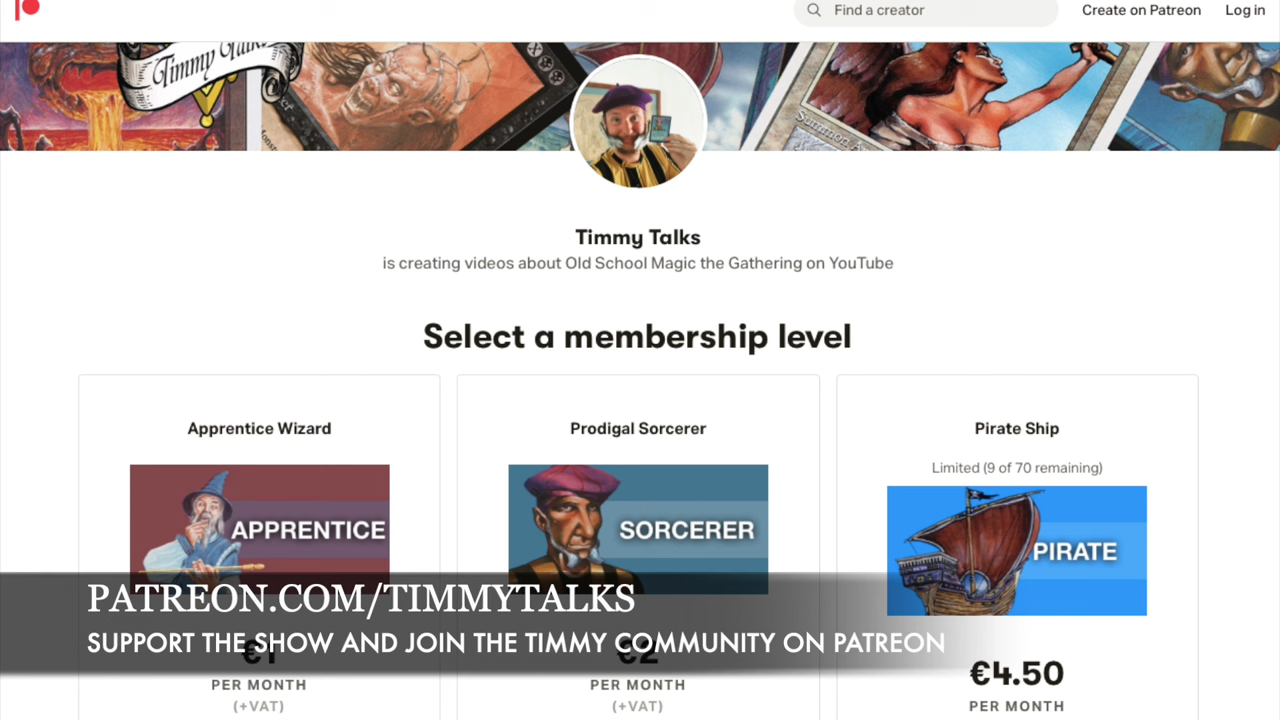 Find a creator
Create on Patreon
Log in
Timmy Talks
Summon A
Timmy Talks
is creating videos about Old School Magic the Gathering on YouTube
Select a membership level
Apprentice Wizard
Prodigal Sorcerer
Pirate Ship
Limited (9 of 70 remaining)
APPRENTICE
SORCERER
PIRATE
PATREON.COM/TIMMYTALKS
SUPPORT THE SHOW AND JOIN THE TIMMY COMMUNITY ON PATREON
€1
€2
€4.50
PER MONTH
PER MONTH
PER MONTH
(+VAT)
(+VAT)